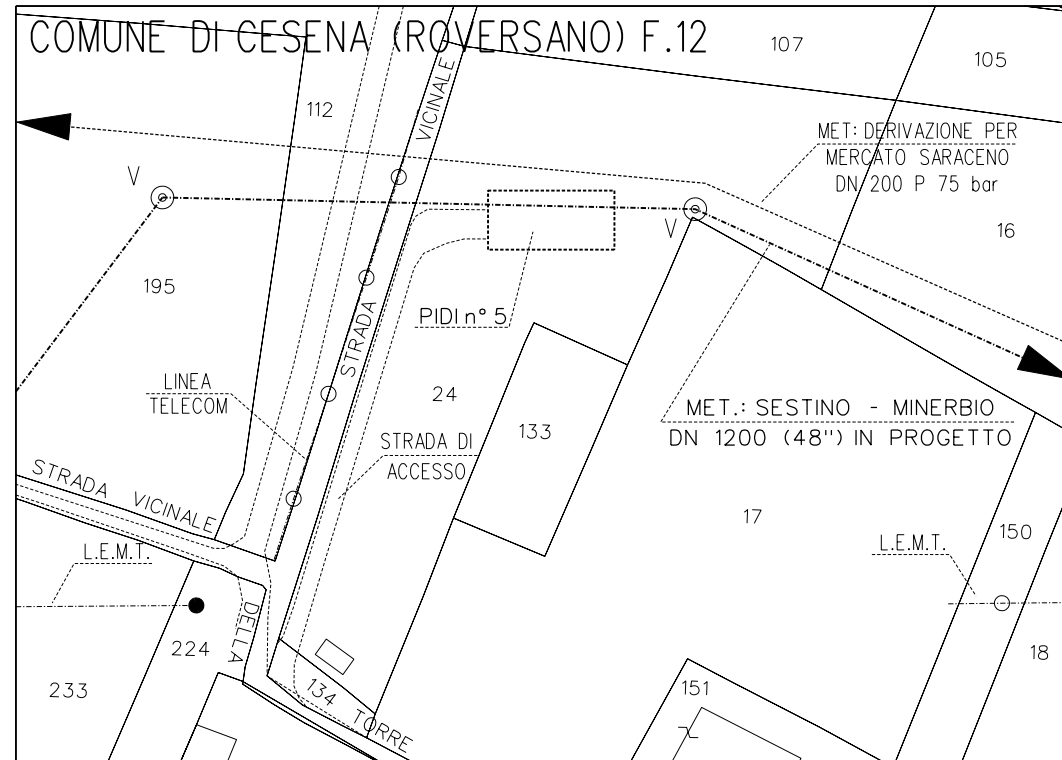 COMUNE DI CESENA (ROVERSANO) F.12
107
105
112
VICINALE
MET: DERIVAZIONE PER
MERCATO SARACENO
DN 200 P 75 bar
V
V
16
195
PIDI n° 5
STRADA
LINEA
TELECOM
24
MET.: SESTINO - MINERBIO
DN 1200 (48") IN PROGETTO
133
STRADA DI
ACCESSO
STRADA VICINALE
17
150
L.E.M.T.
L.E.M.T.
DELLA
224
18
233
134
TORRE
151